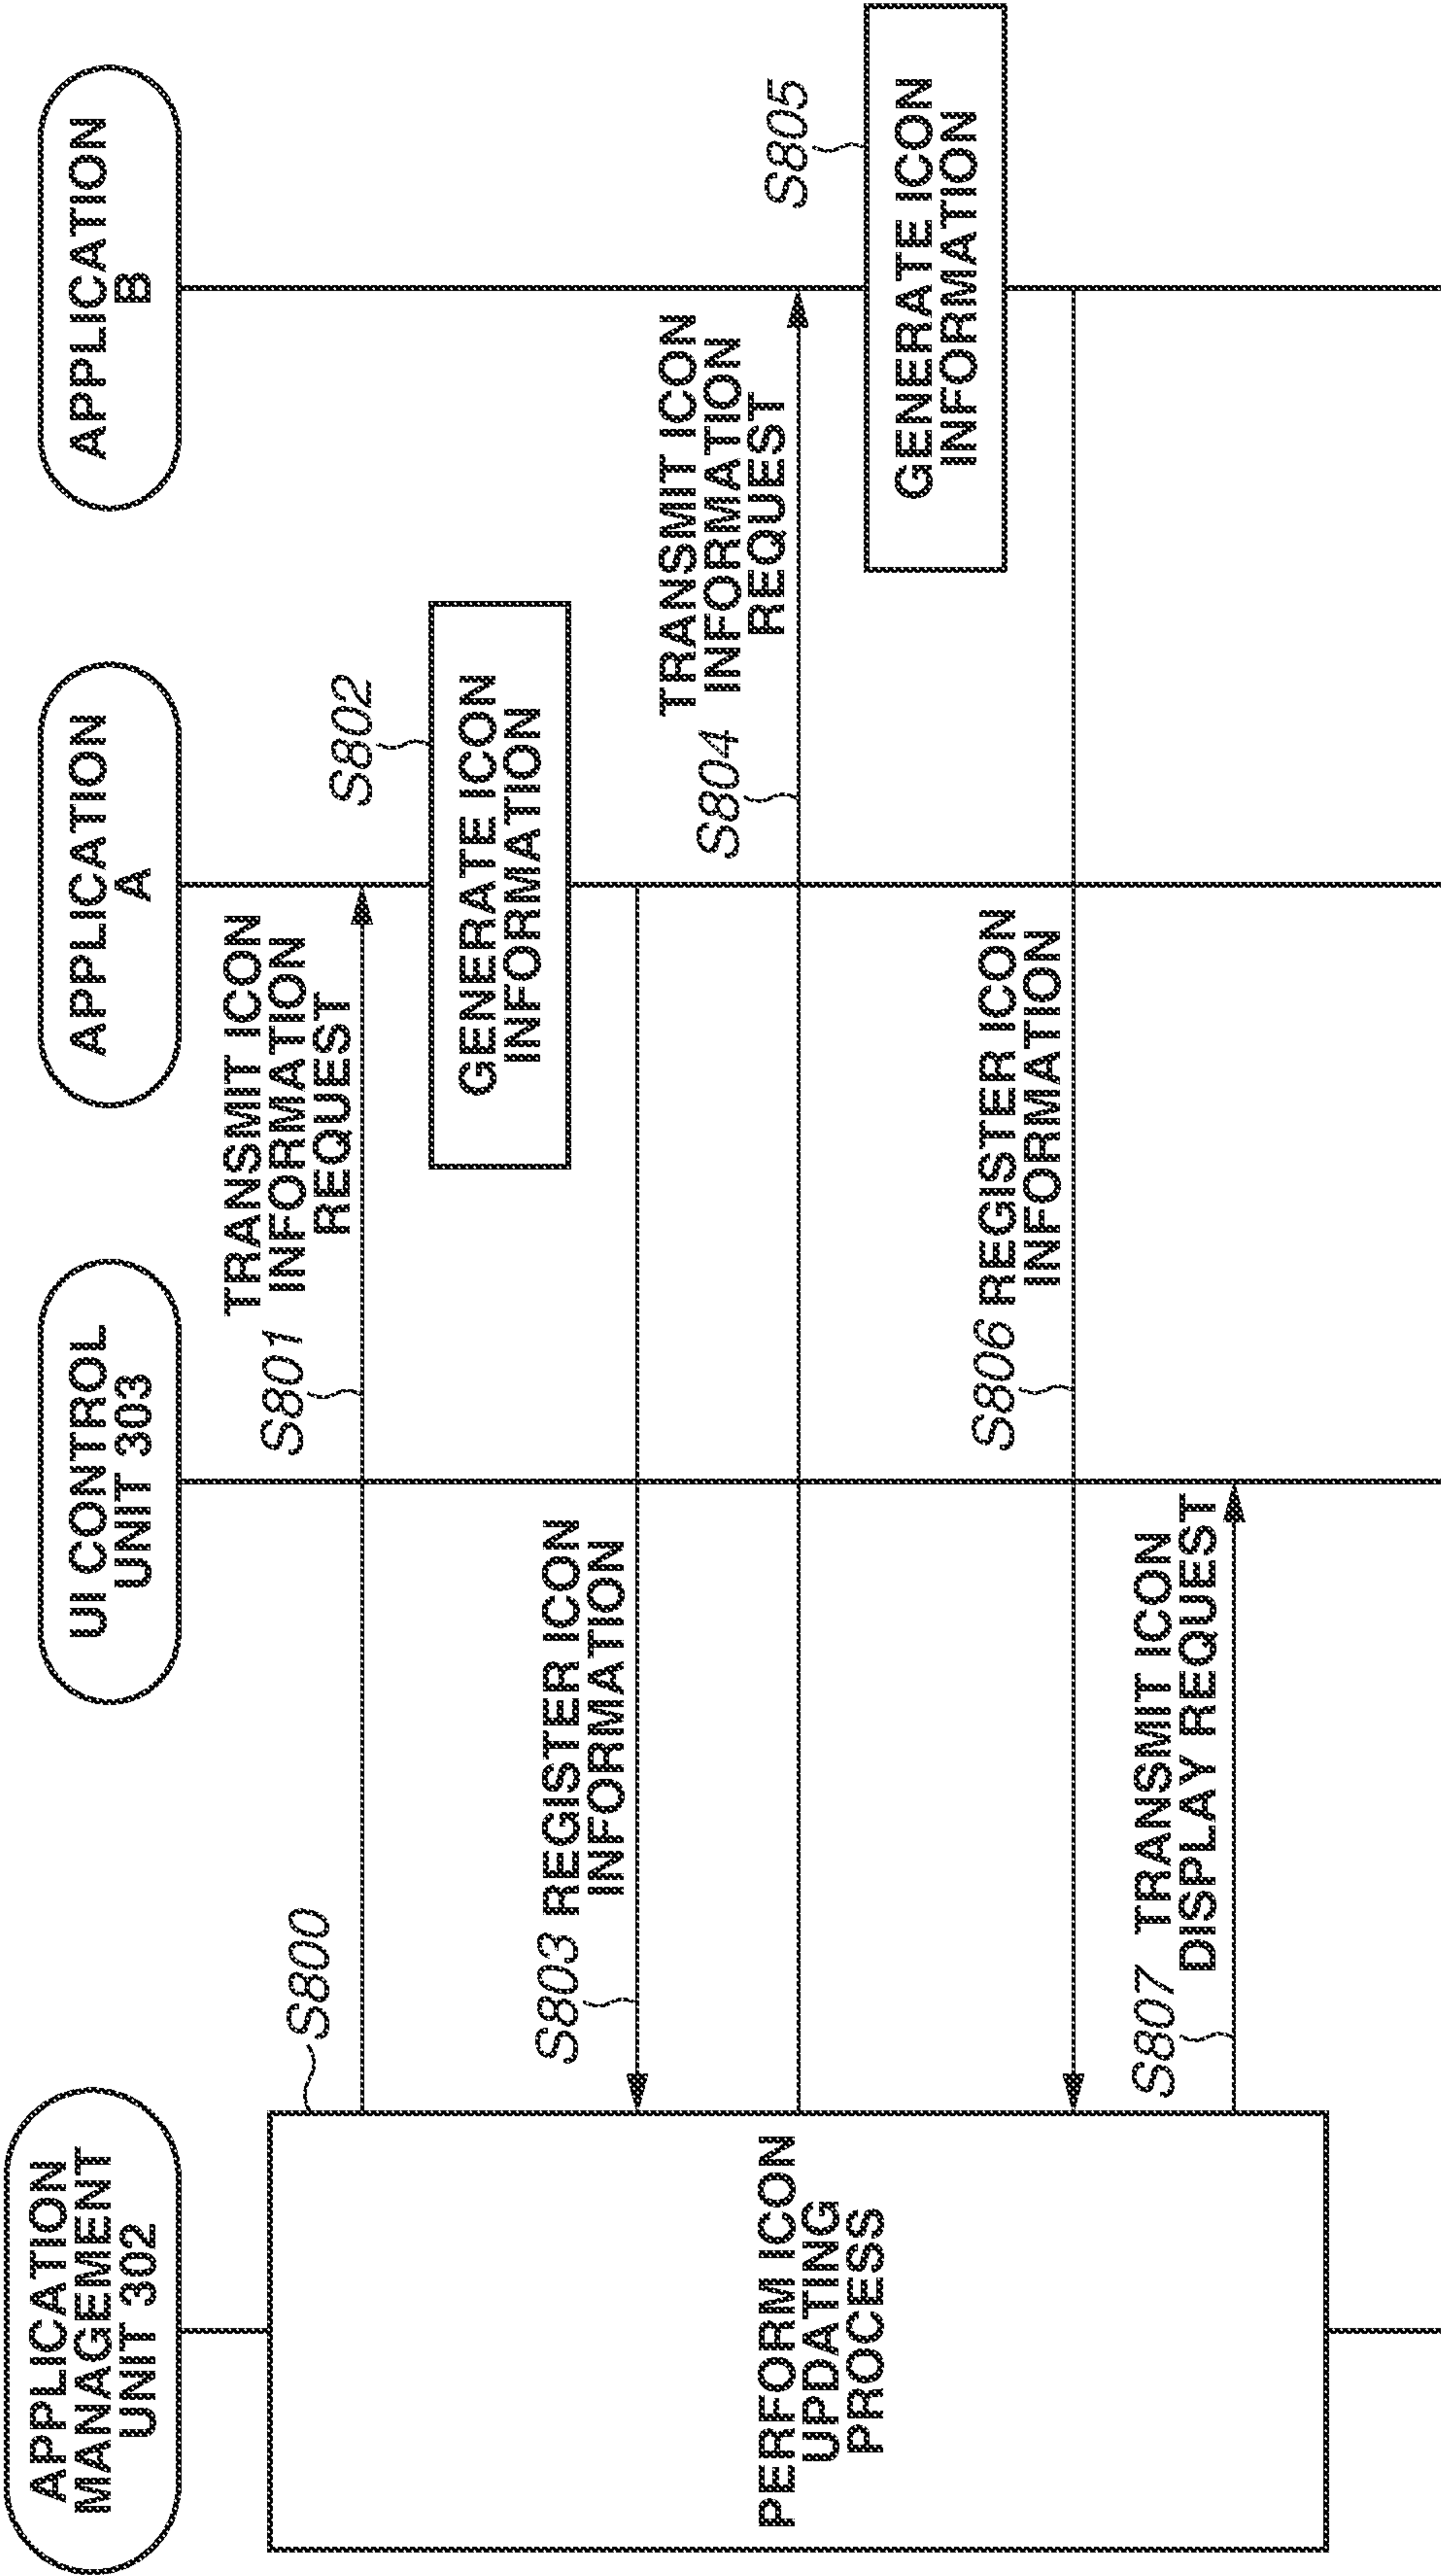 APPLICATION
MANAGEMENT
UNIT 302
UI CONTROL
UNIT 303
APPLICATION
A
APPLICATION
B
S800
S801
TRANSMIT ICON
INFORMATION
REQUEST
S802
GENERATE ICON
INFORMATION
S803 REGISTER ICON
INFORMATION
S804
TRANSMIT ICON
INFORMATION
REQUEST
S805
GENERATE ICON
INFORMATION
PERFORM ICON
UPDATING
PROCESS
S806 REGISTER ICON
INFORMATION
S807 TRANSMIT ICON
DISPLAY REQUEST